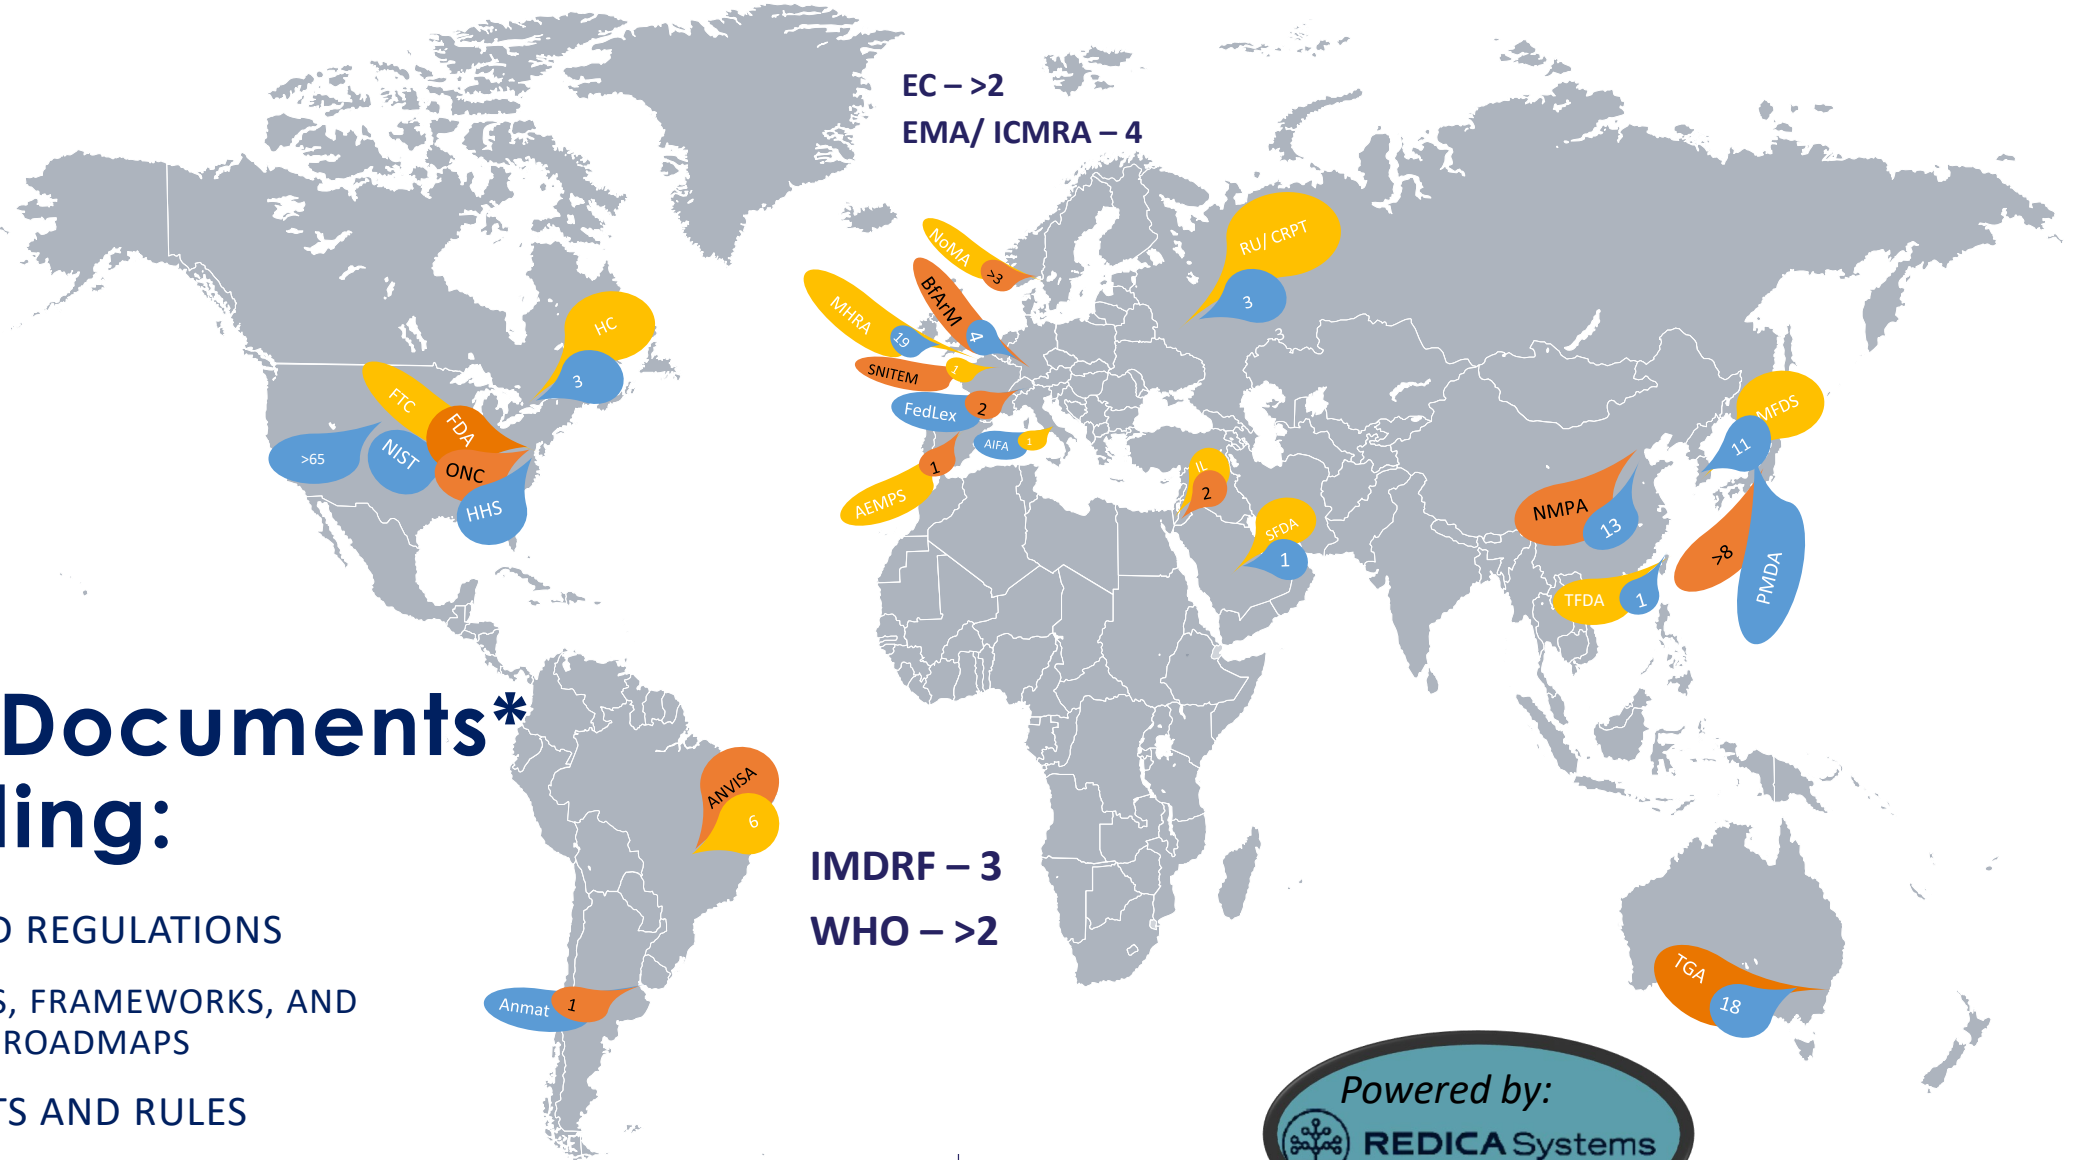 EC – >2
EMA/ ICMRA – 4
NoMA
>3
BfArM
4
MHRA
19
SNITEM
1
FedLex
2
AIFA
1
AEMPS
1
RU/ CRPT
3
HC
3
FTC
FDA
>65
NIST
ONC
HHS
IL
2
SFDA
1
MFDS
11
NMPA
13
>8
PMDA
TFDA
1
Documents*
ling:
ANVISA
6
IMDRF – 3
WHO – >2
D REGULATIONS
S, FRAMEWORKS, AND
ROADMAPS
TS AND RULES
Anmat
1
TGA
18
Powered by:
REDICA Systems